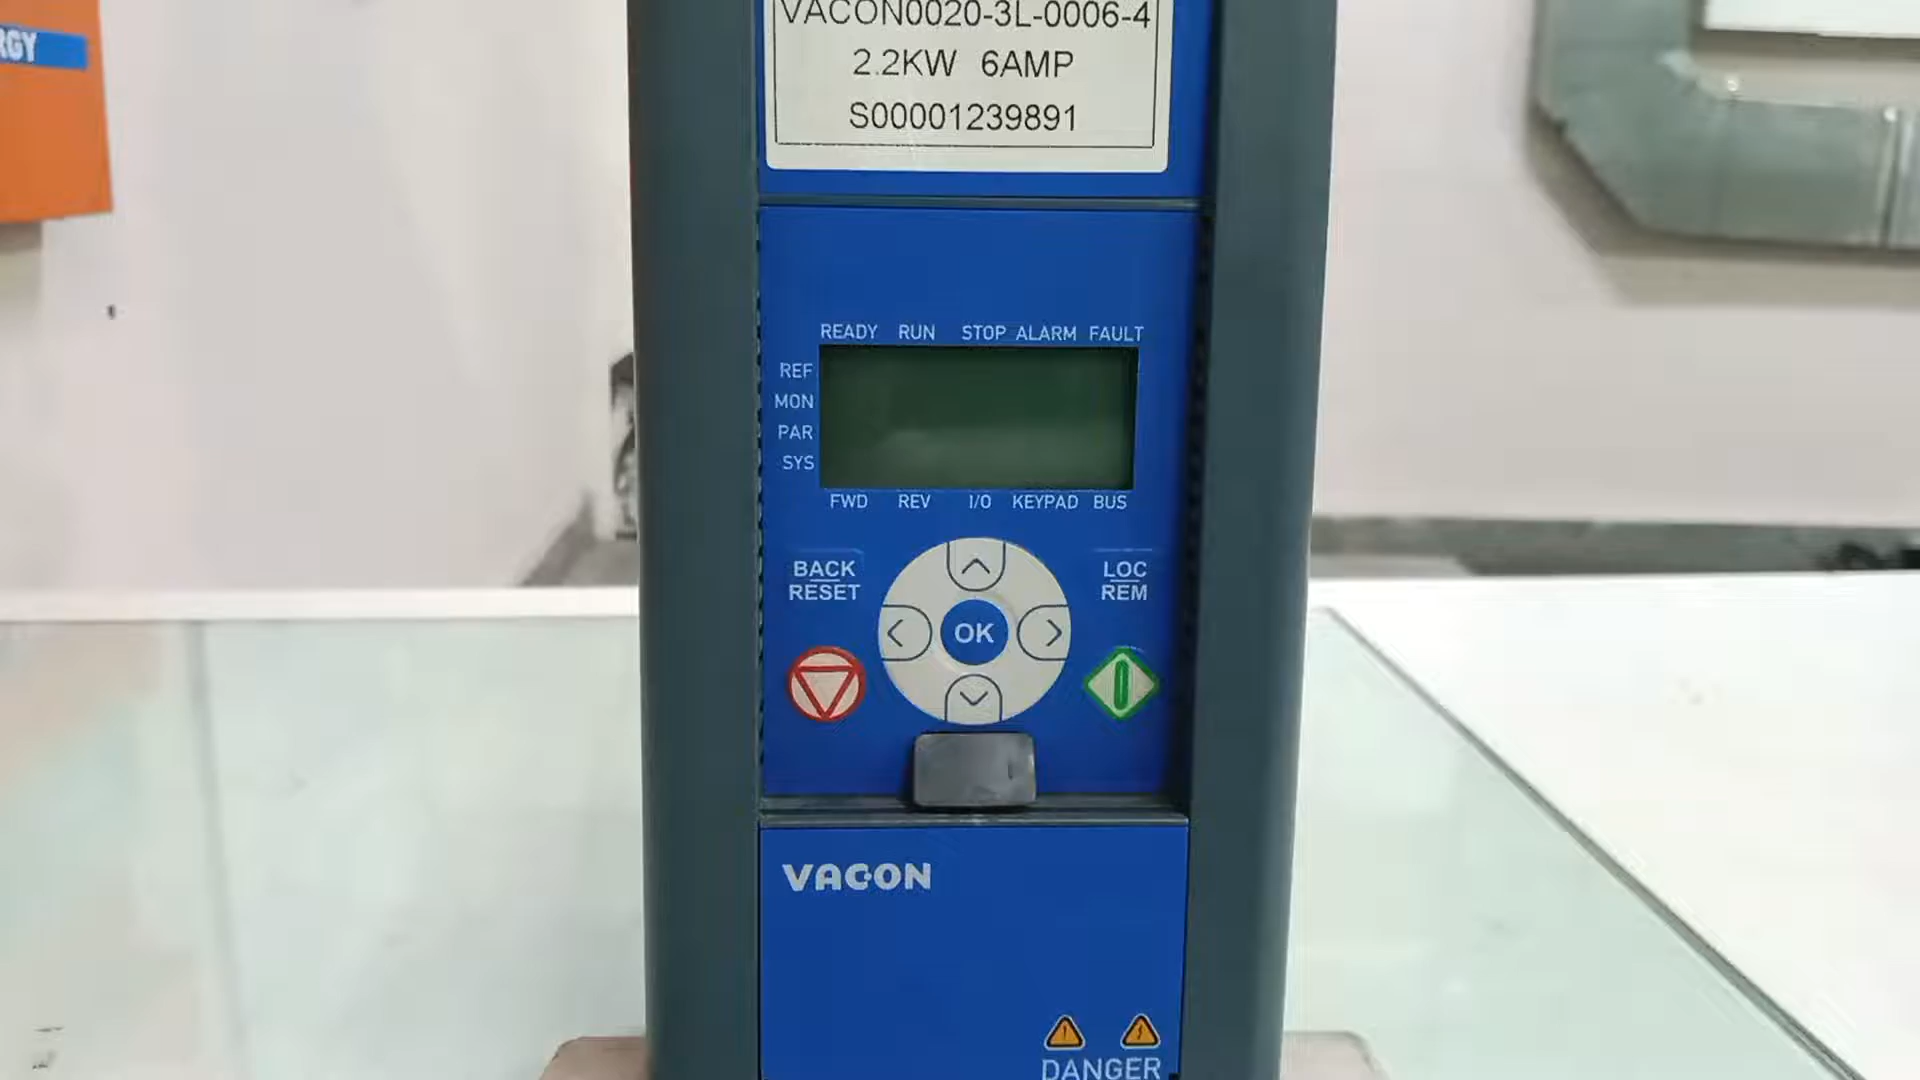 RGY
VACON0020-3L-0006-4
2.2KW 6AMP
S00001239891
READY RUN STOP ALARM FAULT
REF
MON
PAR
SYS
FWD REV I/O KEYPAD BUS
BACK
RESET
LOC
REM
OK
VACON
DANGER